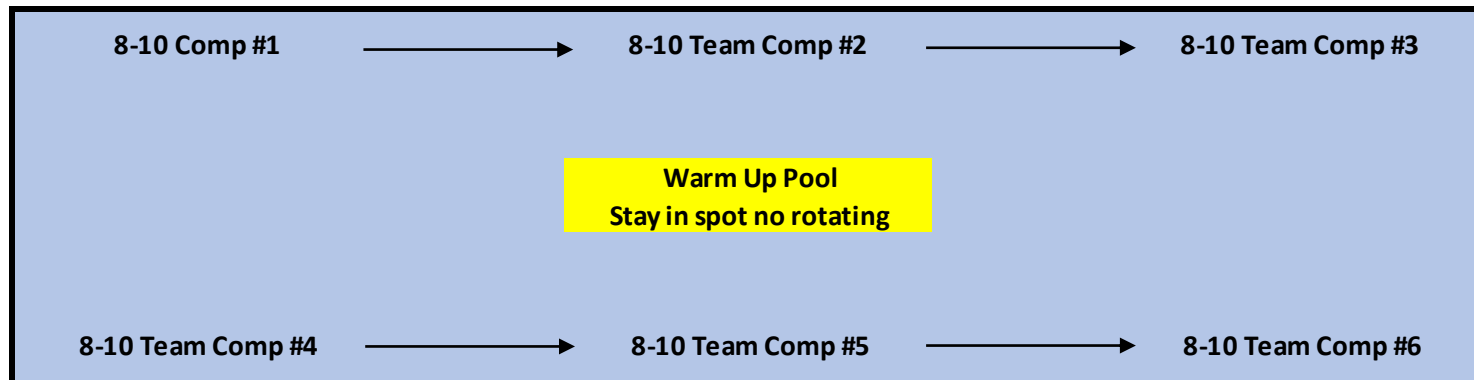 8-10 Comp #1 8-10 Team Comp #2 8-10 Team Comp #3
Warm Up Pool
Stay in spot no rotating
8-10 Team Comp #4 8-10 Team Comp #5 8-10 Team Comp #6